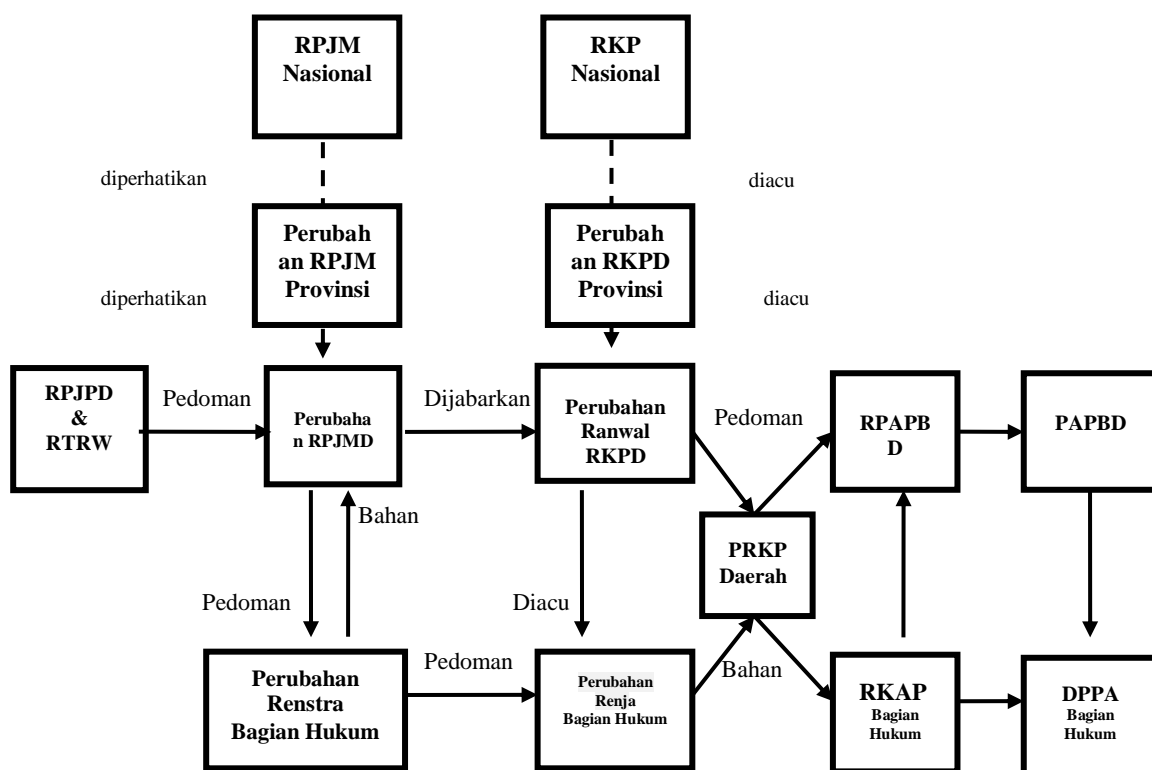 RPJM
Nasional
RKP
Nasional
diperhatikan
diacu
Perubah
an RPJM
Provinsi
Perubah
an RKPD
Provinsi
diperhatikan
diacu
RPJPD
&
RTRW
Pedoman
Perubaha
n RPJMD
Dijabarkan
Perubahan
Ranwal
RKPD
Pedoman
RPAPB
D
PAPBD
Bahan
PRKP
Daerah
Pedoman
Diacu
Perubahan
Renstra
Bagian Hukum
Pedoman
Perubahan
Renja
Bagian Hukum
Bahan
RKAP
Bagian
Hukum
DPPA
Bagian
Hukum